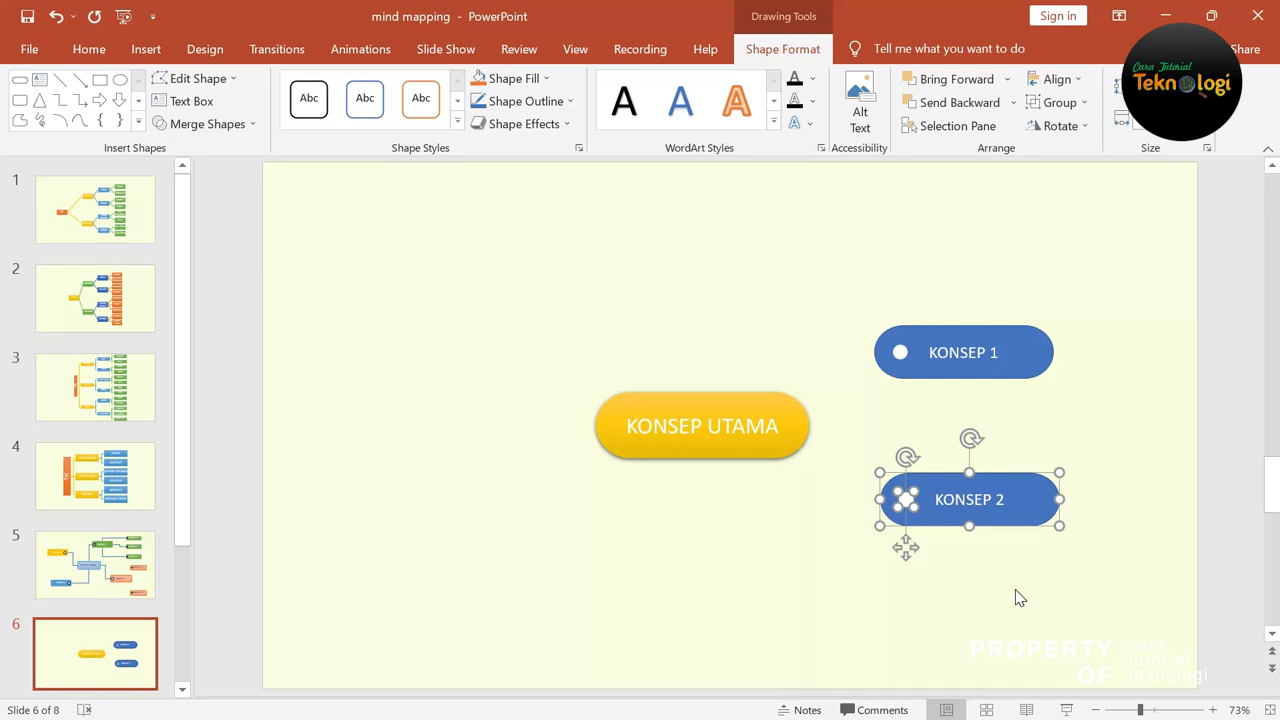 mind mapping - PowerPoint
Drawing Tools
Sign in
File
Home
Insert
Design
Transitions
Animations
Slide Show
Review
View
Recording
Help
Shape Format
Tell me what you want to do
Share
Cara Tutorial
Teknologi
Edit Shape
Text Box
Merge Shapes
Insert Shapes
Abc
Abc
Abc
Shape Fill
Shape Outline
Shape Effects
Shape Styles
A
A
A
A
A
A
WordArt Styles
Alt
Text
Accessibility
Bring Forward
Send Backward
Selection Pane
Align
Group
Rotate
Arrange
Size
1
2
3
4
5
6
KONSEP 1
KONSEP UTAMA
KONSEP 2
PROPERTY
OF
cara
tutorial
teknologi
Slide 6 of 8
Notes
Comments
73%